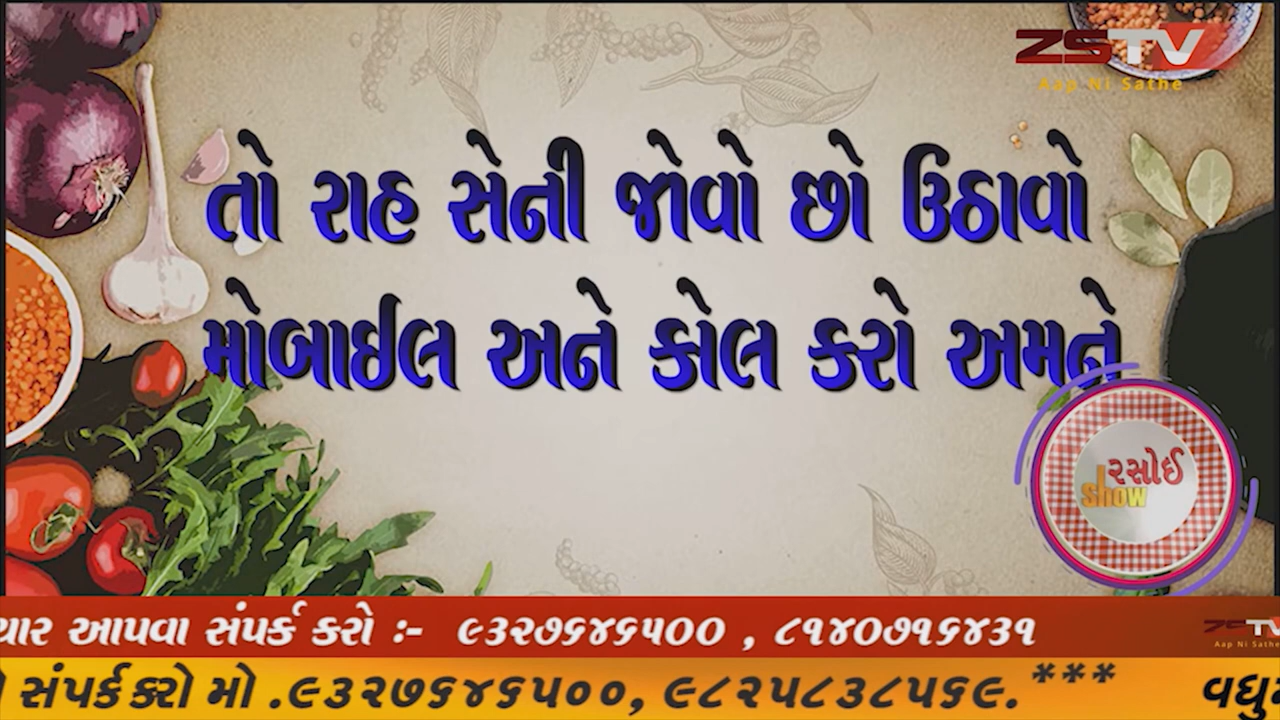 ZSTV
Aap Ni Sathe
તો રાહ સેની જોવો છો ઉઠાવો
મોબાઈલ અને કોલ કરો અમને
રસોઈ
Show
આપવા સંપર્ક કરો :- ૯૩૨૭૬૪૬૫૦૦ , ૮૧૪૦૭૧૬૪૩૧
ZSTV
Aap Ni Sathe
સંપર્ક કરો મો .૯૩૨૭૬૪૬૫૦૦, ૯૮૨૫૮૩૮૫૬૯.***